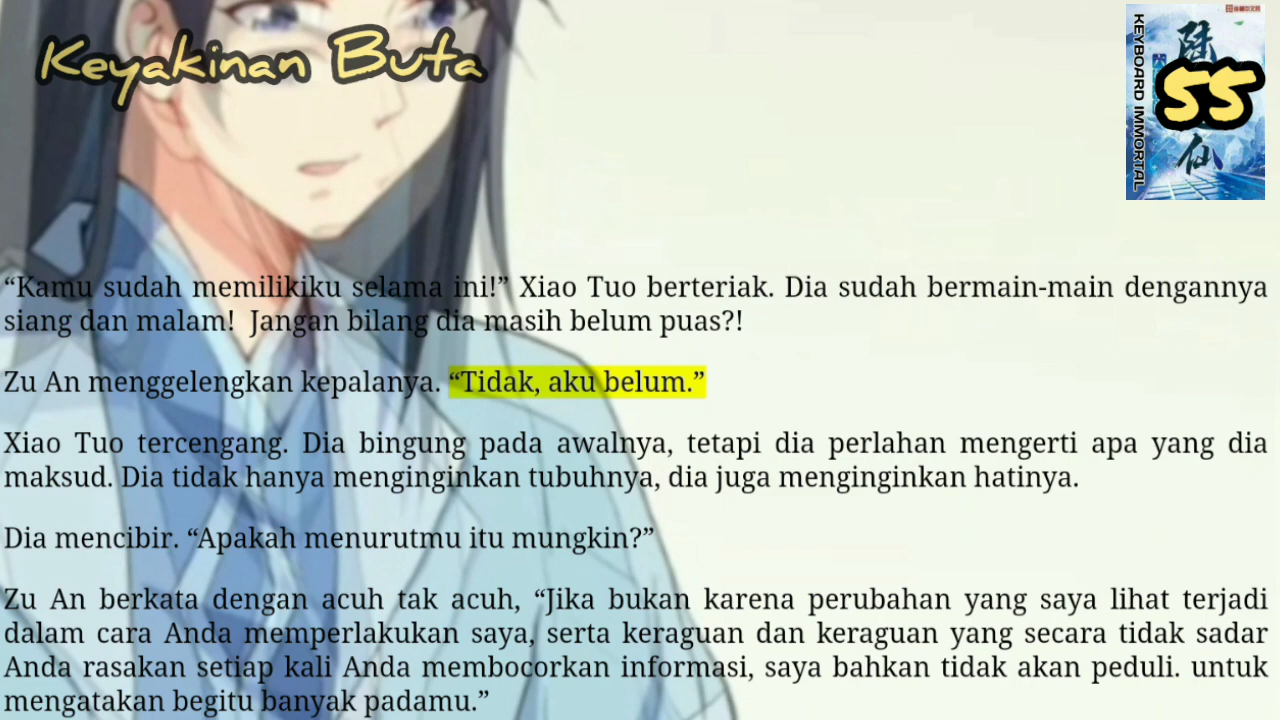 Keyakinan Buta
KEYBOARD IMMORTAL
陆
仙
55
“Kamu sudah memilikiku selama ini!” Xiao Tuo berteriak. Dia sudah bermain-main dengannya
siang dan malam! Jangan bilang dia masih belum puas?!
Zu An menggelengkan kepalanya. “Tidak, aku belum.”
Xiao Tuo tercengang. Dia bingung pada awalnya, tetapi dia perlahan mengerti apa yang dia
maksud. Dia tidak hanya menginginkan tubuhnya, dia juga menginginkan hatinya.
Dia mencibir. “Apakah menurutmu itu mungkin?”
Zu An berkata dengan acuh tak acuh, “Jika bukan karena perubahan yang saya lihat terjadi
dalam cara Anda memperlakukan saya, serta keraguan dan keraguan yang secara tidak sadar
Anda rasakan setiap kali Anda membocorkan informasi, saya bahkan tidak akan peduli. untuk
mengatakan begitu banyak padamu.”